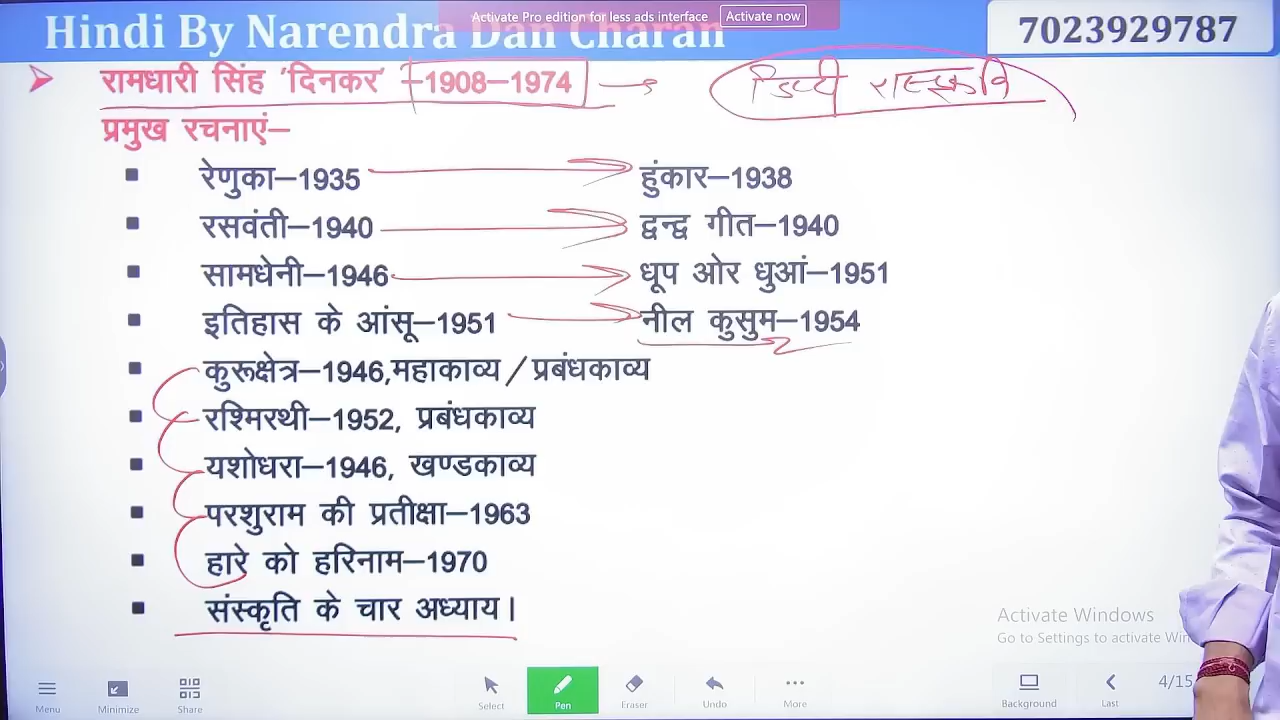 Activate Pro edition for less ads interface Activate now
Hindi By Narendra Dan Charan 7023929787
रामधारी सिंह 'दिनकर' –1908–1974 डिप्टी राष्ट्रकवि
प्रमुख रचनाएं–
रेणुका–1935 हुंकार–1938
रसवंती–1940 द्वन्द्व गीत–1940
सामधेनी–1946 धूप ओर धुआं–1951
इतिहास के आंसू–1951 नील कुसुम–1954
कुरूक्षेत्र–1946,महाकाव्य/प्रबंधकाव्य
रश्मिरथी–1952, प्रबंधकाव्य
यशोधरा–1946, खण्डकाव्य
परशुराम की प्रतीक्षा–1963
हारे को हरिनाम–1970
संस्कृति के चार अध्याय।
Activate Windows
Go to Settings to activate Win
Menu Minimize Share Select Pen Eraser Undo More Background Last 4/15